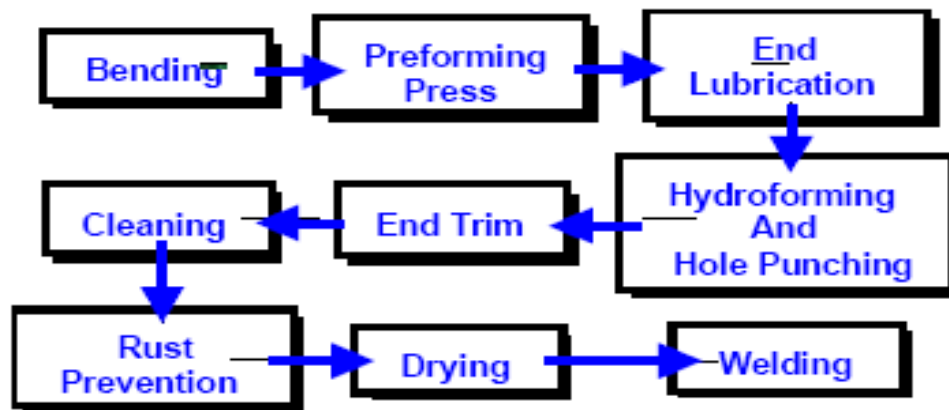 Bending
Preforming
Press
End
Lubrication
Hydroforming
And
Hole Punching
End Trim
Cleaning
Rust
Prevention
Drying
Welding